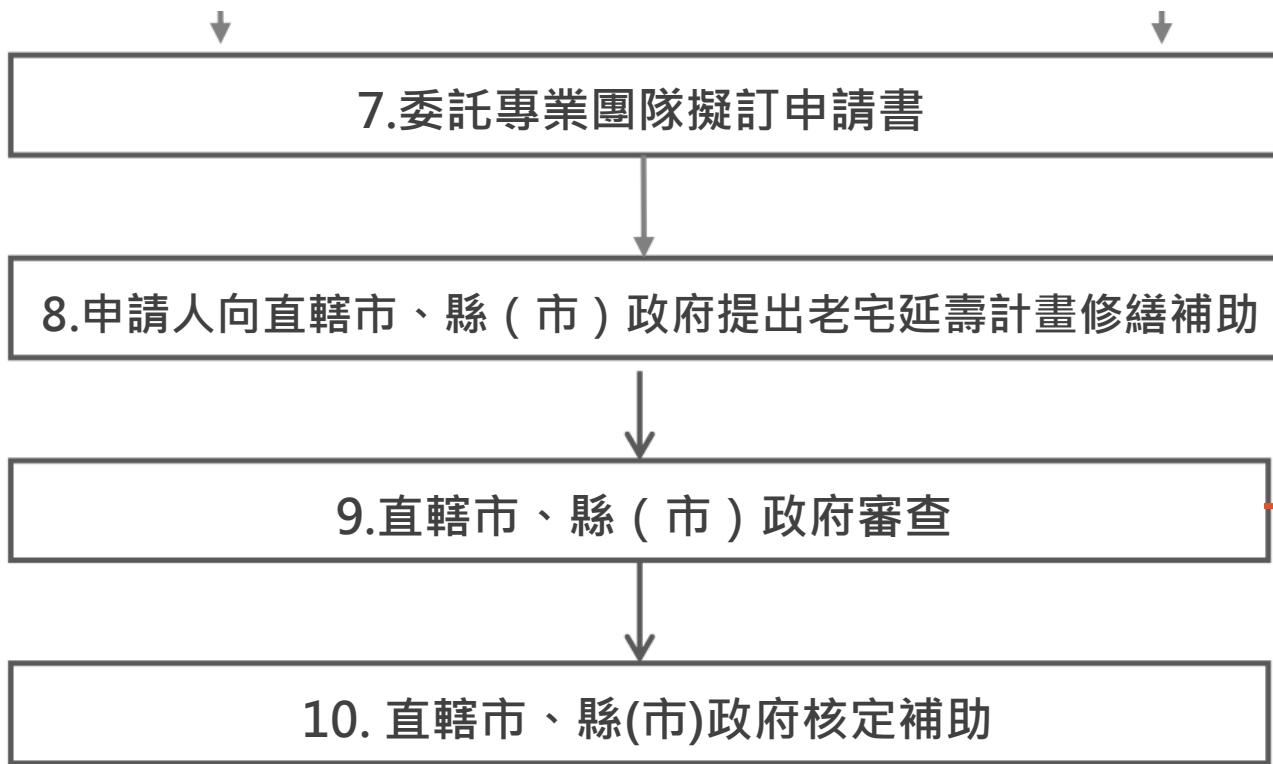 7.委託專業團隊擬訂申請書
8.申請人向直轄市、縣（市）政府提出老宅延壽計畫修繕補助
9.直轄市、縣（市）政府審查
10. 直轄市、縣(市)政府核定補助